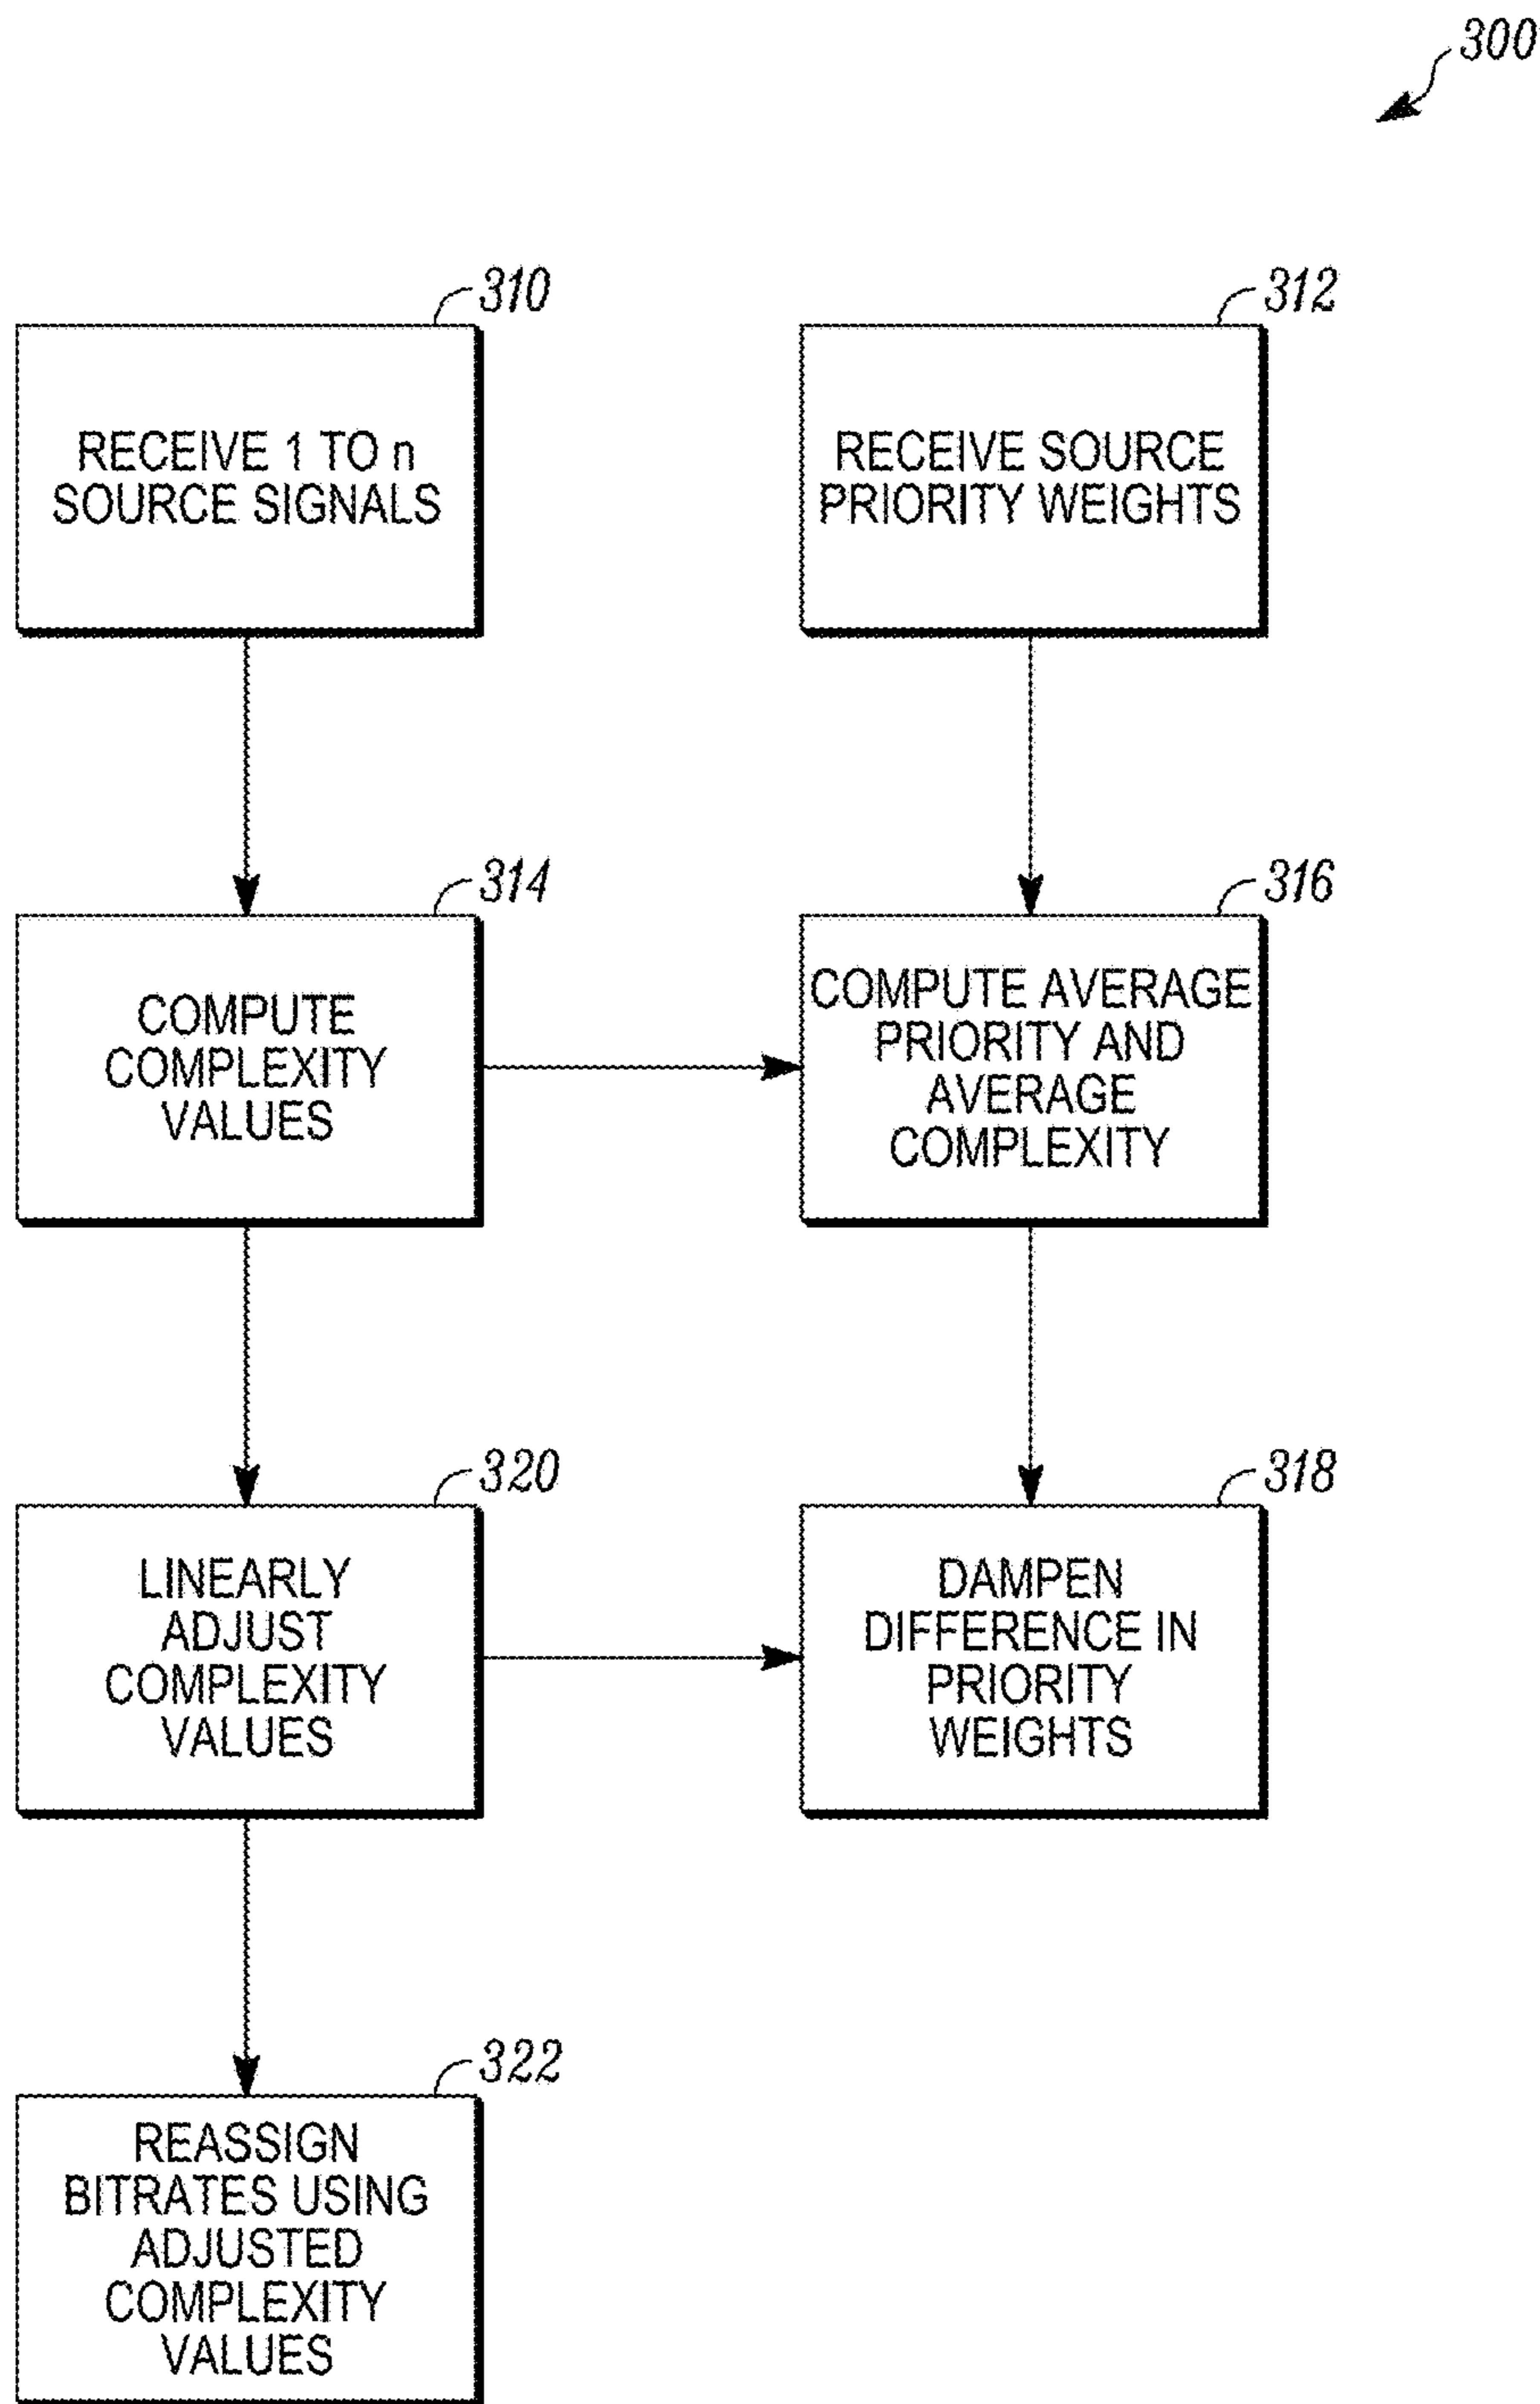 300
310
RECEIVE 1 TO n
SOURCE SIGNALS
312
RECEIVE SOURCE
PRIORITY WEIGHTS
314
COMPUTE
COMPLEXITY
VALUES
316
COMPUTE AVERAGE
PRIORITY AND
AVERAGE
COMPLEXITY
320
LINEARLY
ADJUST
COMPLEXITY
VALUES
318
DAMPEN
DIFFERENCE IN
PRIORITY
WEIGHTS
322
REASSIGN
BITRATES USING
ADJUSTED
COMPLEXITY
VALUES